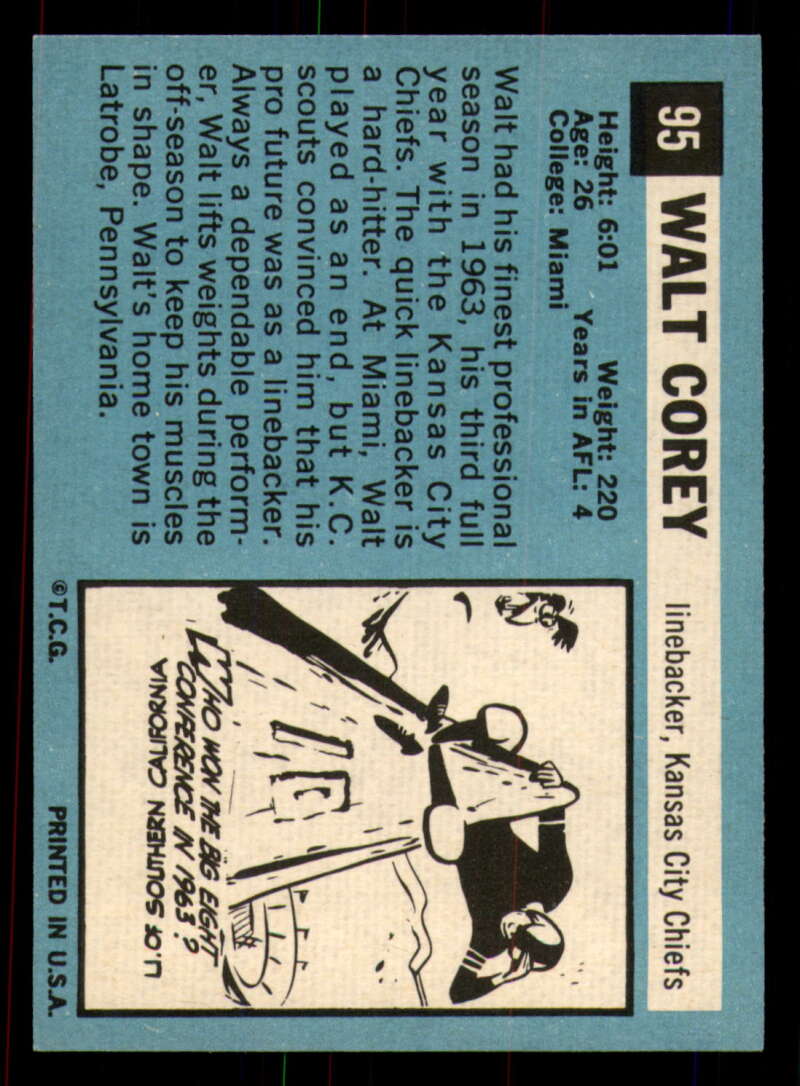 95 WALT COREY linebacker, Kansas City Chiefs
Height: 6:01 Weight: 220
Age: 26 Years in AFL: 4
College: Miami
Walt had his finest professional
season in 1963, his third full
year with the Kansas City
Chiefs. The quick linebacker is
a hard-hitter. At Miami, Walt
played as an end, but K.C.
scouts convinced him that his
pro future was as a linebacker.
Always a dependable perform-
er, Walt lifts weights during the
off-season to keep his muscles
in shape. Walt's home town is
Latrobe, Pennsylvania.
WHO WON THE BIG EIGHT
CONFERENCE IN 1963?
U. OF SOUTHERN CALIFORNIA
©T.C.G. PRINTED IN U.S.A.